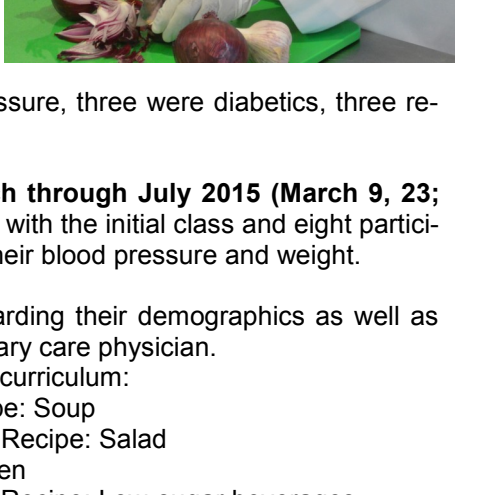 ssure, three were diabetics, three re-
h through July 2015 (March 9, 23;
with the initial class and eight partici-
heir blood pressure and weight.
arding their demographics as well as
ary care physician.
curriculum:
pe: Soup
Recipe: Salad
en
Recipe: Low sugar beverages